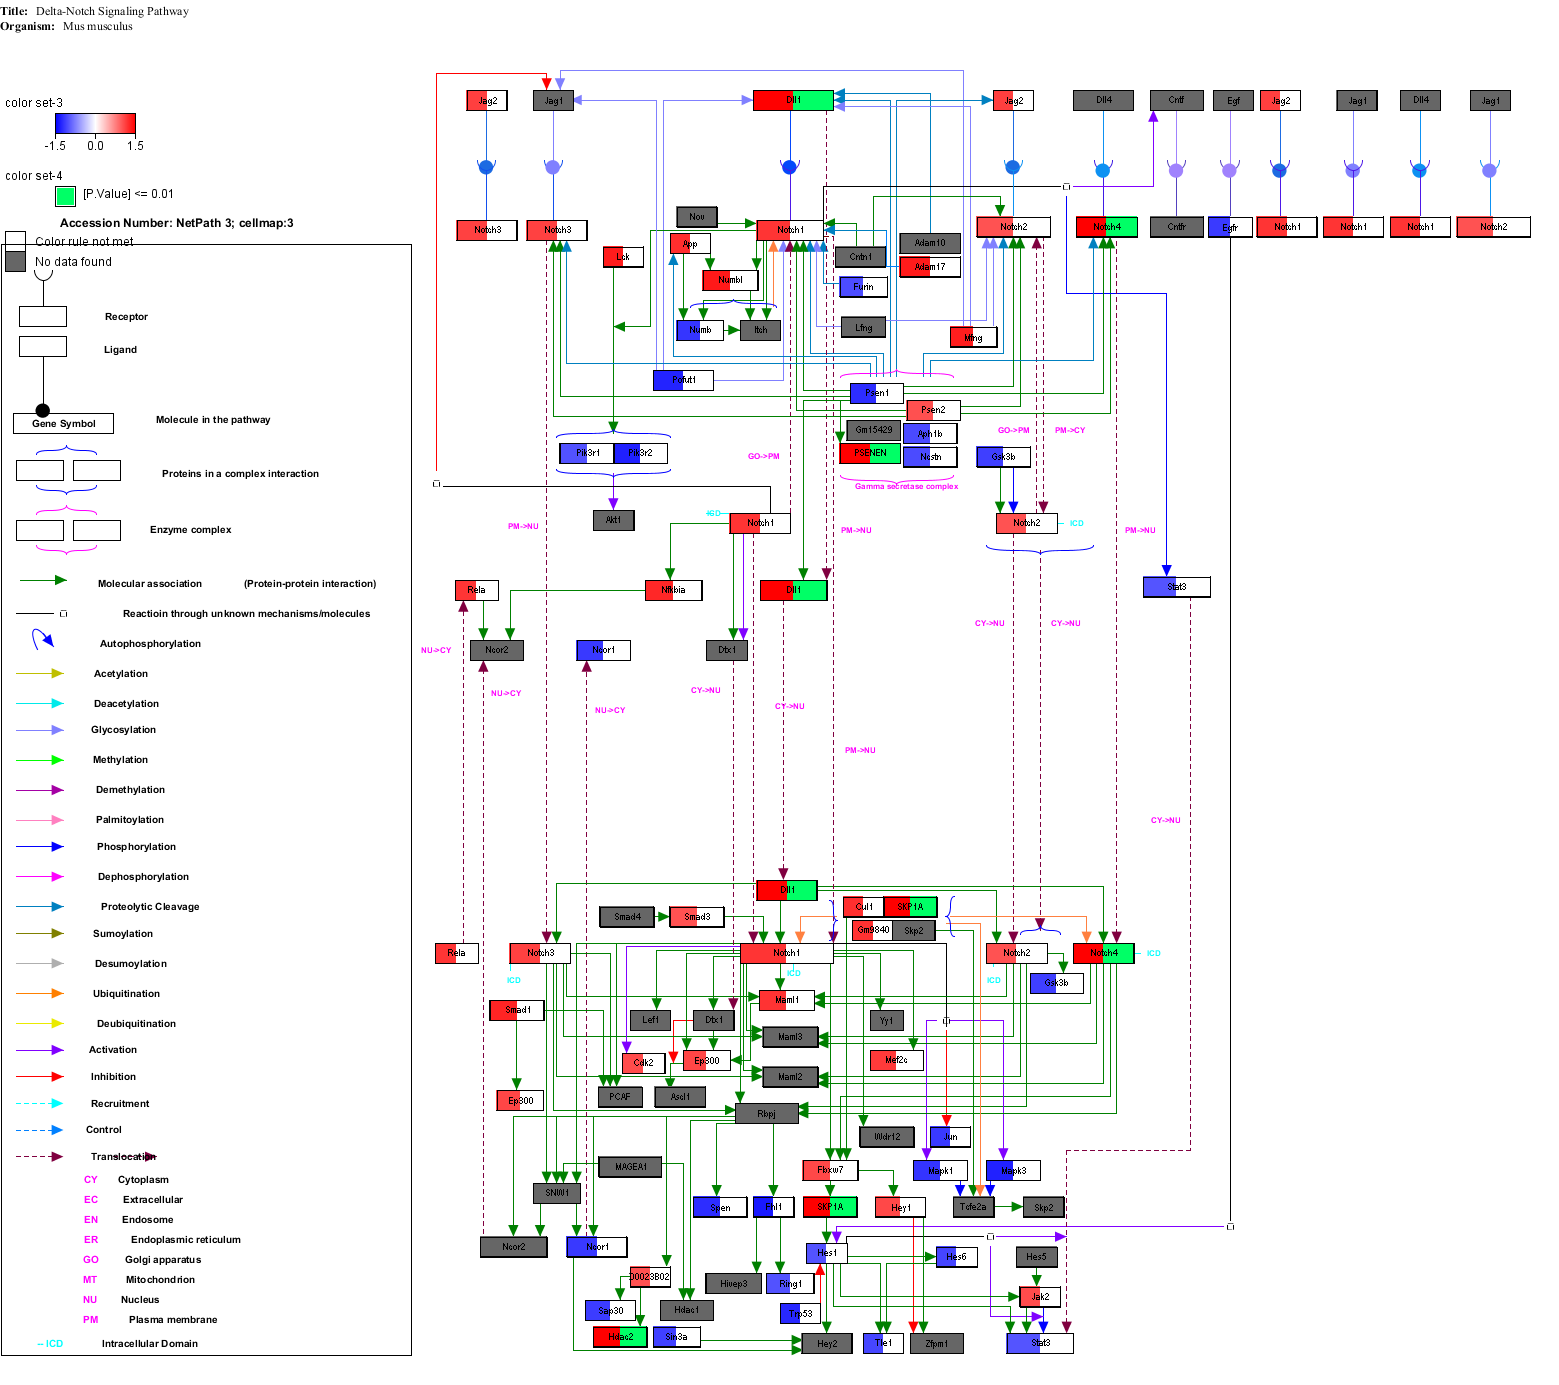 Title: Delta-Notch Signaling Pathway
Organism: Mus musculus
color set-3
-1.5 0.0 1.5
color set-4
[P.Value] <= 0.01
Accession Number: NetPath 3; cellmap:3
Color rule not met
No data found
Receptor
Ligand
Gene Symbol
Molecule in the pathway
Proteins in a complex interaction
Enzyme complex
Molecular association (Protein-protein interaction)
Reactioin through unknown mechanisms/molecules
Autophosphorylation
Acetylation
Deacetylation
Glycosylation
Methylation
Demethylation
Palmitoylation
Phosphorylation
Dephosphorylation
Proteolytic Cleavage
Sumoylation
Desumoylation
Ubiquitination
Deubiquitination
Activation
Inhibition
Recruitment
Control
Translocation
CY Cytoplasm
EC Extracellular
EN Endosome
ER Endoplasmic reticulum
GO Golgi apparatus
MT Mitochondrion
NU Nucleus
PM Plasma membrane
-- ICD Intracellular Domain
Jag2 Jag1 Dll1 Jag2 Dll4 Cntf Egf Jag2 Jag1 Dll4 Jag1
Notch3 Notch3 Nov Notch1 Notch2 Notch4 Cntfr Egfr Notch1 Notch1 Notch1 Notch2
Lck App Cntn1 Adam10
Numbl Adam17
Furin
Numb Itch Lfng Mfng
Pofut1 Psen1
Psen2
Gm15429 Aph1b
GO->PM PM->CY
Pik3r1 Pik3r2 GO->PM PSENEN Ncstn Gsk3b
Gamma secretase complex
Akt1 ICD Notch1 Notch2 ICD
PM->NU PM->NU PM->NU
Rela Nfkbia Dll1 Stat3
CY->NU CY->NU
NU->CY Ncor2 Ncor1 Dtx1
NU->CY CY->NU
NU->CY CY->NU
PM->NU
CY->NU
Dll1
Smad4 Smad3 Cul1 SKP1A
Gm9840 Skp2
Rela Notch3 Notch1 Notch2 Notch4 ICD
ICD ICD ICD Gsk3b
Smad1 Maml1
Lef1 Dtx1 Yy1
Maml3
Cdk2 Ep300 Mef2c
Maml2
Ep300 PCAF Ascl1
Rbpj
Wdr12 Jun
MAGEA1 Fbxw7 Mapk1 Mapk3
SNW1 Spen Fhl1 SKP1A Hey1 Tcfe2a Skp2
Ncor2 Ncor1 Hes1 Hes6 Hes5
D0023B02 Hivep3 Ring1
Sap30 Hdac1 Trp53 Jak2
Hdac2 Sin3a Hey2 Tle1 Zfpm1 Stat3